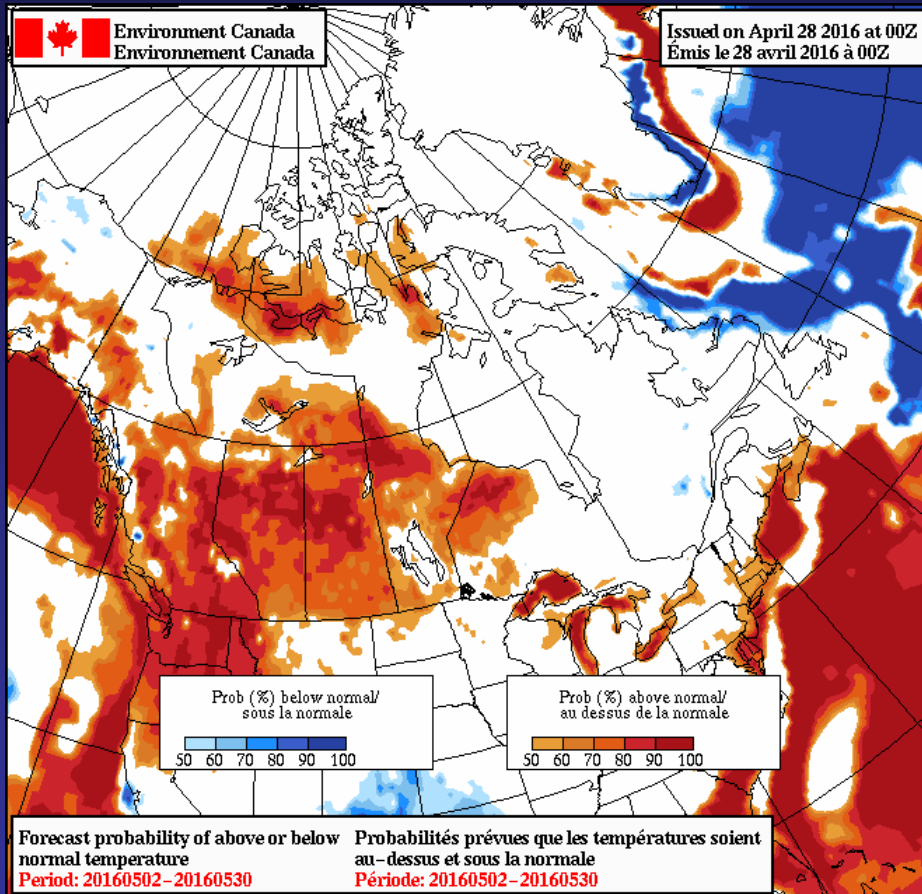 Environment Canada
Environnement Canada
Issued on April 28 2016 at 00Z
Émis le 28 avril 2016 à 00Z
Prob (%) below normal/
sous la normale
50 60 70 80 90 100
Prob (%) above normal/
au dessus de la normale
50 60 70 80 90 100
Forecast probability of above or below
normal temperature
Period: 20160502-20160530
Probabilités prévues que les températures soient
au-dessus et sous la normale
Période: 20160502-20160530